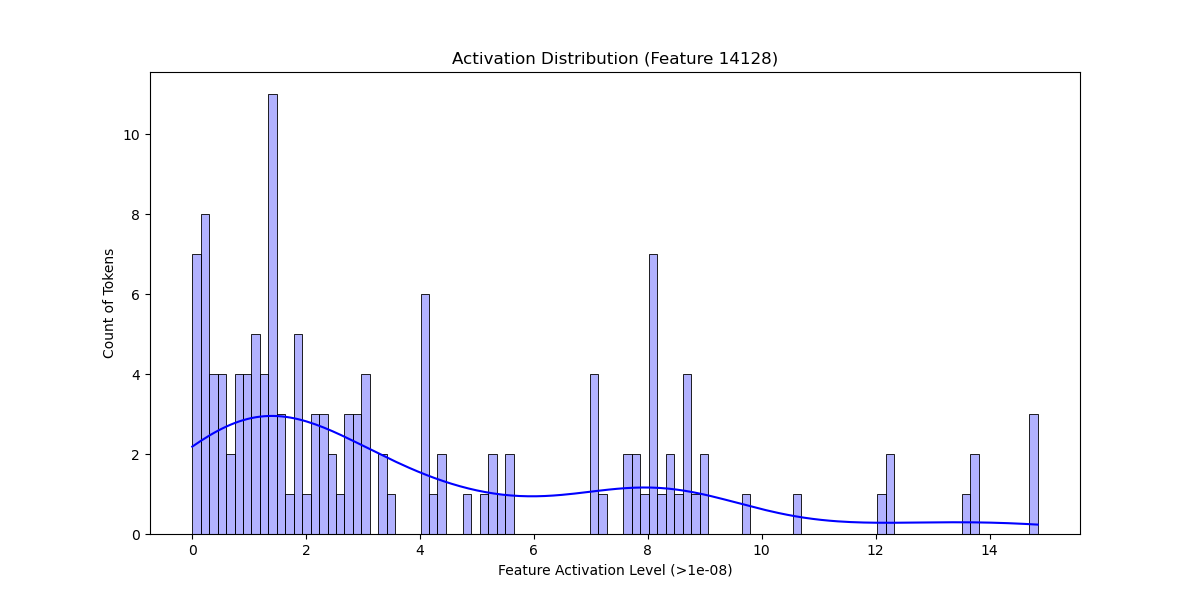 Activation Distribution (Feature 14128)
10
8
6
4
2
0
Count of Tokens
0 2 4 6 8 10 12 14
Feature Activation Level (>1e-08)